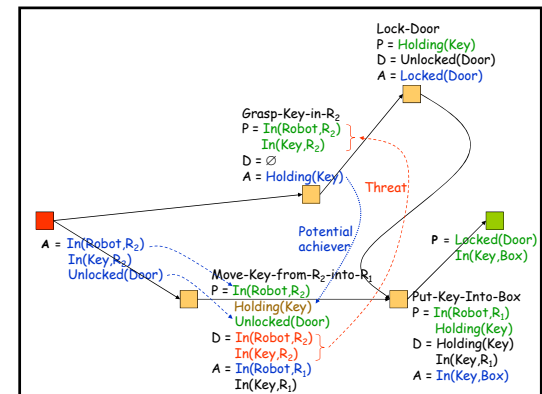 Lock-Door
P = Holding(Key)
D = Unlocked(Door)
A = Locked(Door)
Grasp-Key-in-R₂
P = In(Robot,R₂)
In(Key,R₂)
D = ∅
A = Holding(Key)
Threat
Potential
achiever
A = In(Robot,R₂)
In(Key,R₂)
Unlocked(Door)
P = Locked(Door)
In(Key,Box)
Move-Key-from-R₂-into-R₁
P = In(Robot,R₂)
Holding(Key)
Unlocked(Door)
D = In(Robot,R₂)
In(Key,R₂)
A = In(Robot,R₁)
In(Key,R₁)
Put-Key-Into-Box
P = In(Robot,R₁)
Holding(Key)
D = Holding(Key)
In(Key,R₁)
A = In(Key,Box)